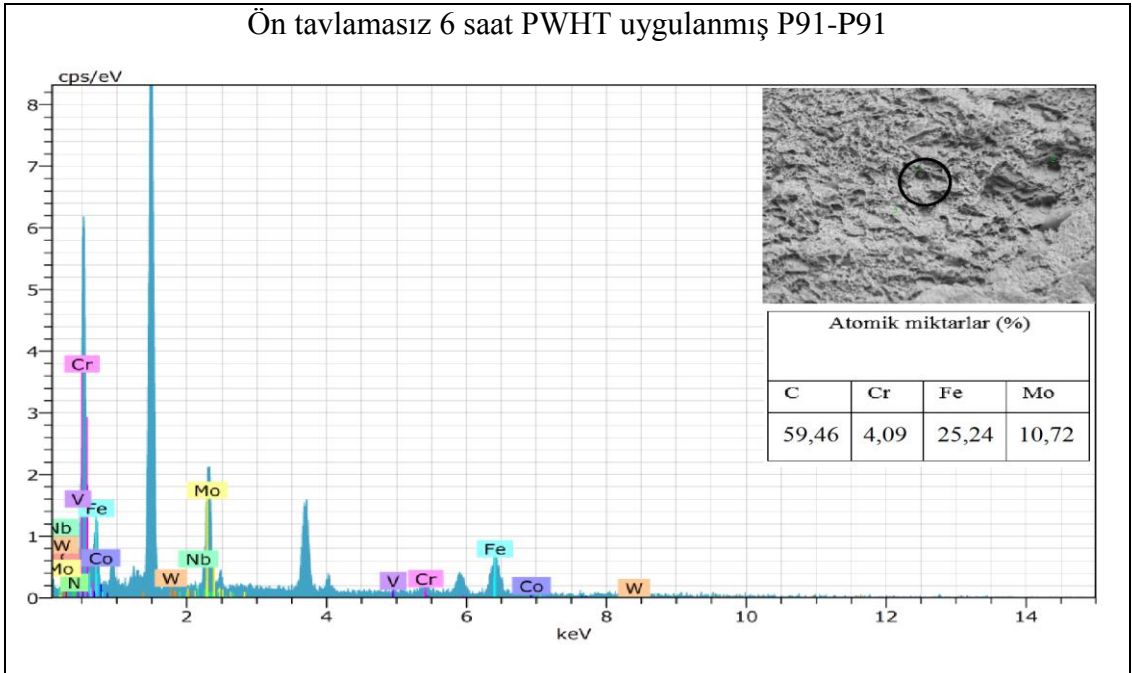 Ön tavlamasız 6 saat PWHT uygulanmış P91-P91
cps/eV
8
7
6
5
4
3
2
1
0
Cr
V
Fe
Nb
W
Co
Mo
N
W
Nb
Mo
V
Cr
Fe
Co
W
2 4 6 8 10 12 14
keV
Atomik miktarlar (%)
C Cr Fe Mo
59,46 4,09 25,24 10,72